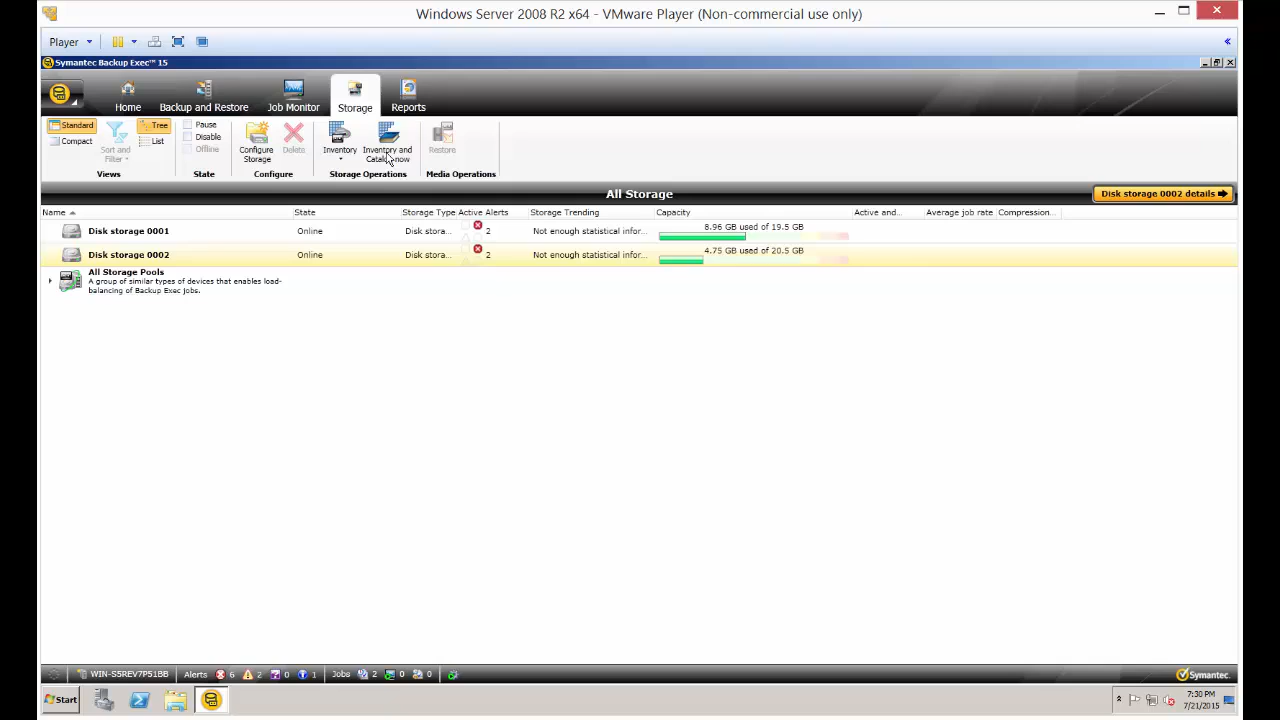 Windows Server 2008 R2 x64 - VMware Player (Non-commercial use only)
Player
Symantec Backup Exec™ 15
Home Backup and Restore Job Monitor Storage Reports
Standard Compact Sort and Filter Tree List
Views
Pause Disable Offline
State
Configure Storage Delete
Configure
Inventory Inventory and Catalog now
Storage Operations
Restore
Media Operations
All Storage
Disk storage 0002 details
Name State Storage Type Active Alerts Storage Trending Capacity Active and... Average job rate Compression...
Disk storage 0001 Online Disk stora... 2 Not enough statistical infor... 8.96 GB used of 19.5 GB
Disk storage 0002 Online Disk stora... 2 Not enough statistical infor... 4.75 GB used of 20.5 GB
All Storage Pools
A group of similar types of devices that enables load-
balancing of Backup Exec jobs.
WIN-S5REV7P51BB Alerts 6 2 0 1 Jobs 2 0 0 Symantec.
Start 7:30 PM
7/21/2015